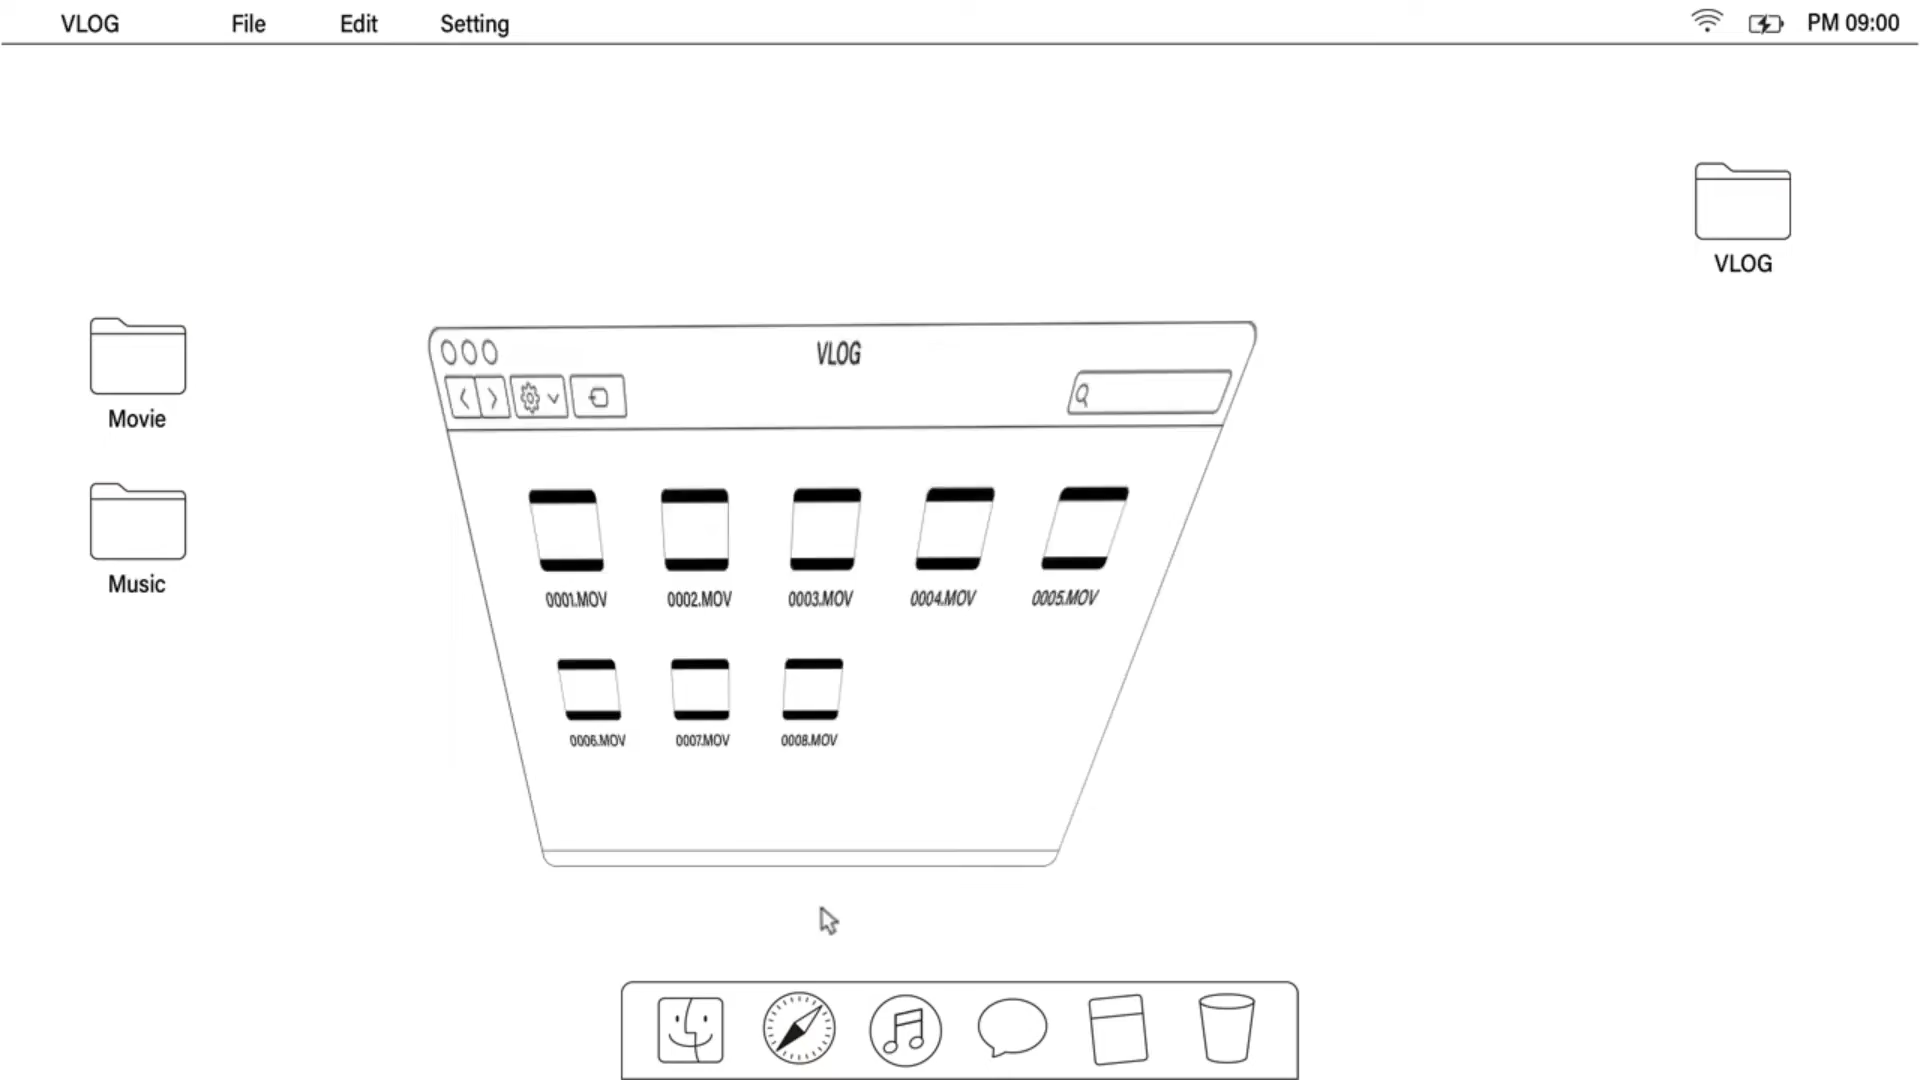 VLOG File Edit Setting PM 09:00
VLOG
Movie
Music
VLOG
0001.MOV 0002.MOV 0003.MOV 0004.MOV 0005.MOV
0006.MOV 0007.MOV 0008.MOV